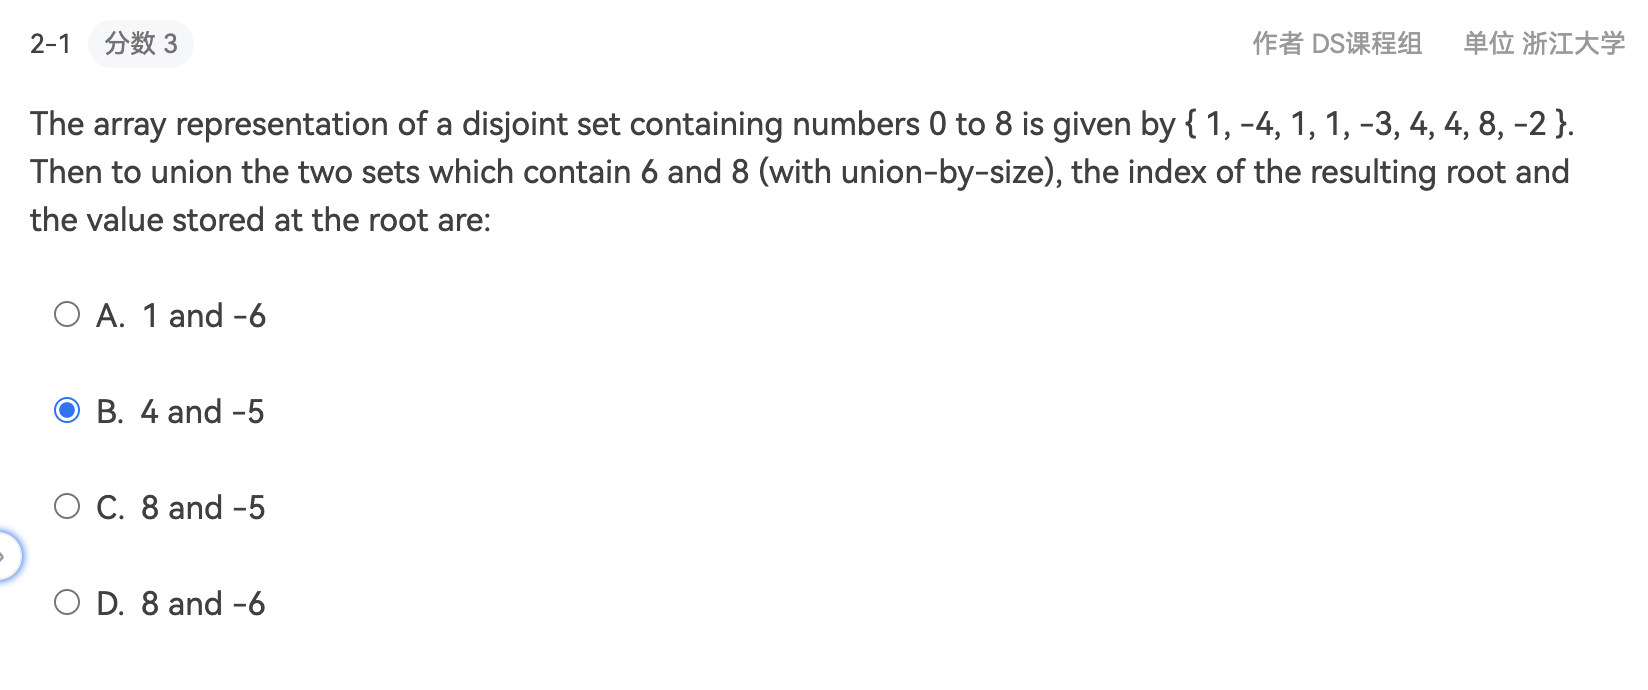 2-1 分数 3 作者 DS课程组 单位 浙江大学
The array representation of a disjoint set containing numbers 0 to 8 is given by { 1, -4, 1, 1, -3, 4, 4, 8, -2 }.
Then to union the two sets which contain 6 and 8 (with union-by-size), the index of the resulting root and
the value stored at the root are:
A. 1 and -6
B. 4 and -5
C. 8 and -5
D. 8 and -6